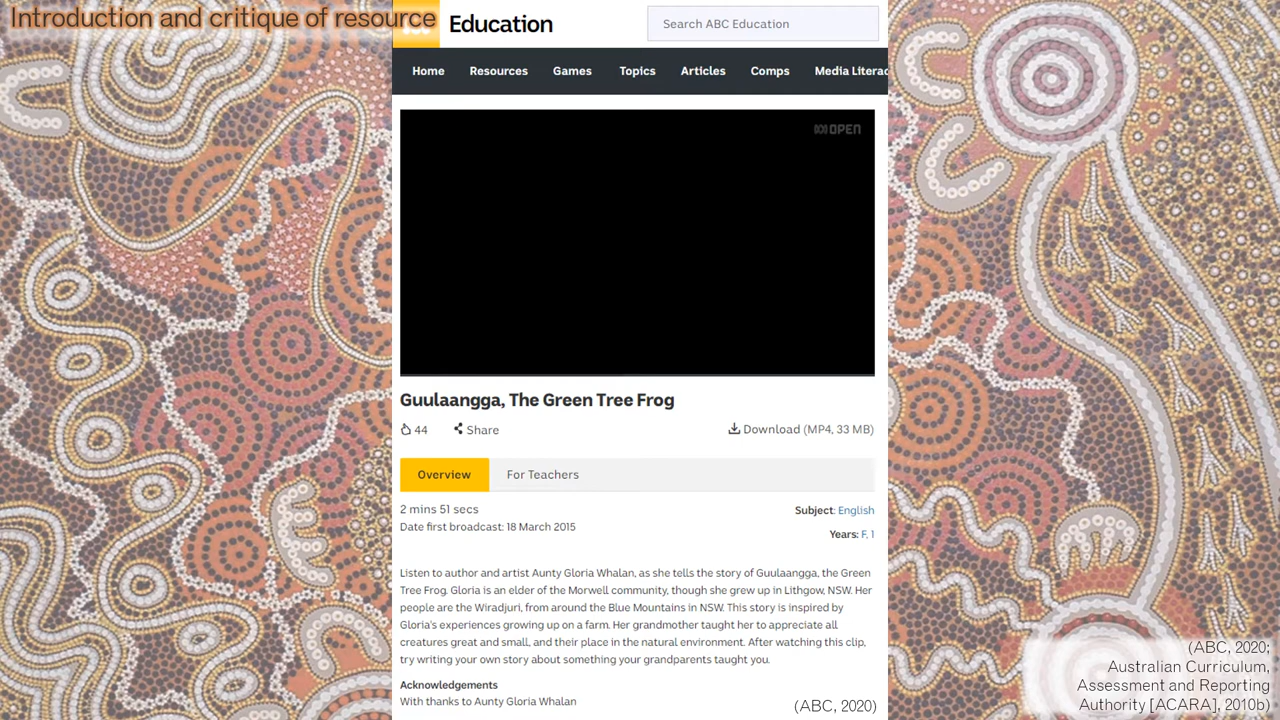 Introduction and critique of resource
Education
Search ABC Education
Home Resources Games Topics Articles Comps Media Literac
OPEN
Guulaangga, The Green Tree Frog
44 Share Download (MP4, 33 MB)
Overview For Teachers
2 mins 51 secs
Subject: English
Date first broadcast: 18 March 2015
Years: F, 1
Listen to author and artist Aunty Gloria Whalan, as she tells the story of Guulaangga, the Green
Tree Frog. Gloria is an elder of the Morwell community, though she grew up in Lithgow, NSW. Her
people are the Wiradjuri, from around the Blue Mountains in NSW. This story is inspired by
Gloria's experiences growing up on a farm. Her grandmother taught her to appreciate all
creatures great and small, and their place in the natural environment. After watching this clip,
try writing your own story about something your grandparents taught you.
Acknowledgements
With thanks to Aunty Gloria Whalan
(ABC, 2020)
(ABC, 2020;
Australian Curriculum,
Assessment and Reporting
Authority [ACARA], 2010b)